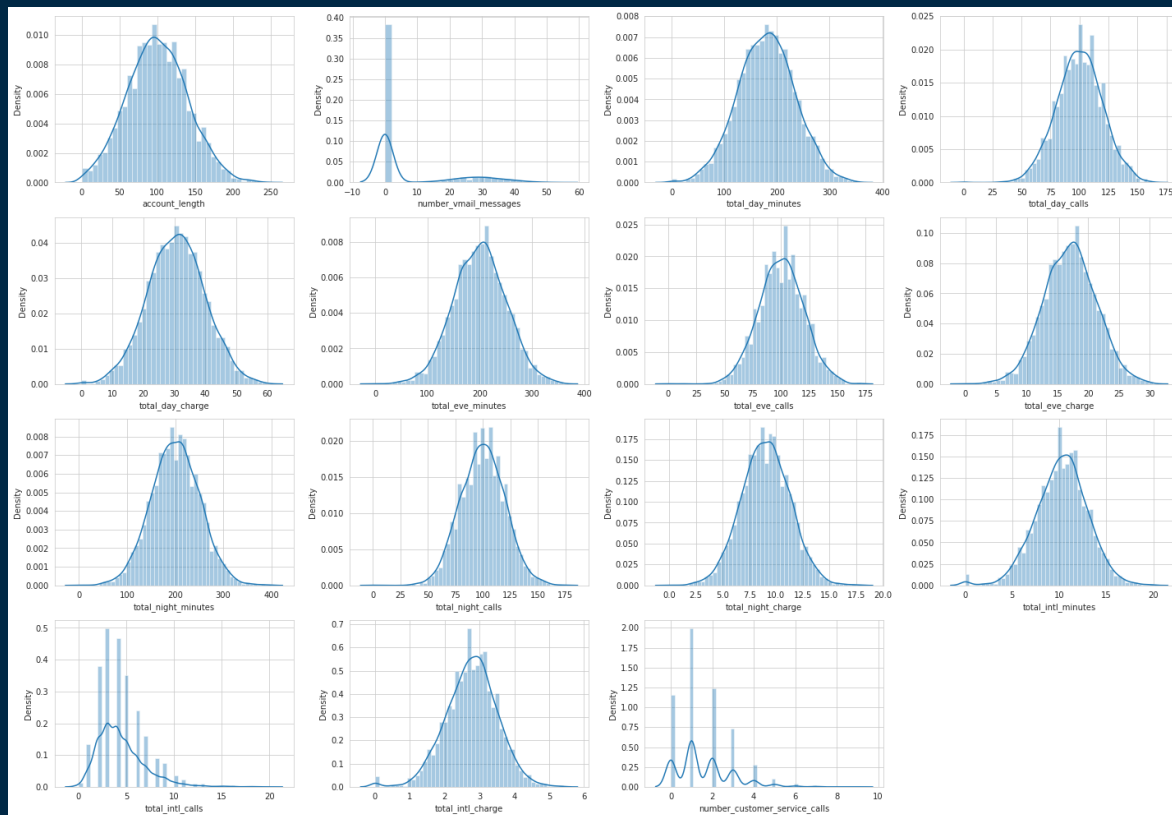 0.010
0.008
0.006
0.004
0.002
0.000
Density
0 50 100 150 200 250
account_length
0.40
0.35
0.30
0.25
0.20
0.15
0.10
0.05
0.00
Density
−10 0 10 20 30 40 50 60
number_vmail_messages
0.008
0.007
0.006
0.005
0.004
0.003
0.002
0.001
0.000
Density
0 100 200 300 400
total_day_minutes
0.025
0.020
0.015
0.010
0.005
0.000
Density
0 25 50 75 100 125 150 175
total_day_calls
0.04
0.03
0.02
0.01
0.00
Density
0 10 20 30 40 50 60
total_day_charge
0.008
0.006
0.004
0.002
0.000
Density
0 100 200 300 400
total_eve_minutes
0.025
0.020
0.015
0.010
0.005
0.000
Density
0 25 50 75 100 125 150 175
total_eve_calls
0.10
0.08
0.06
0.04
0.02
0.00
Density
0 5 10 15 20 25 30
total_eve_charge
0.008
0.007
0.006
0.005
0.004
0.003
0.002
0.001
0.000
Density
0 100 200 300 400
total_night_minutes
0.020
0.015
0.010
0.005
0.000
Density
0 25 50 75 100 125 150 175
total_night_calls
0.175
0.150
0.125
0.100
0.075
0.050
0.025
0.000
Density
0.0 2.5 5.0 7.5 10.0 12.5 15.0 17.5 20.0
total_night_charge
0.175
0.150
0.125
0.100
0.075
0.050
0.025
0.000
Density
0 5 10 15 20
total_intl_minutes
0.5
0.4
0.3
0.2
0.1
0.0
Density
0 5 10 15 20
total_intl_calls
0.7
0.6
0.5
0.4
0.3
0.2
0.1
0.0
Density
0 1 2 3 4 5 6
total_intl_charge
2.00
1.75
1.50
1.25
1.00
0.75
0.50
0.25
0.00
Density
0 2 4 6 8 10
number_customer_service_calls